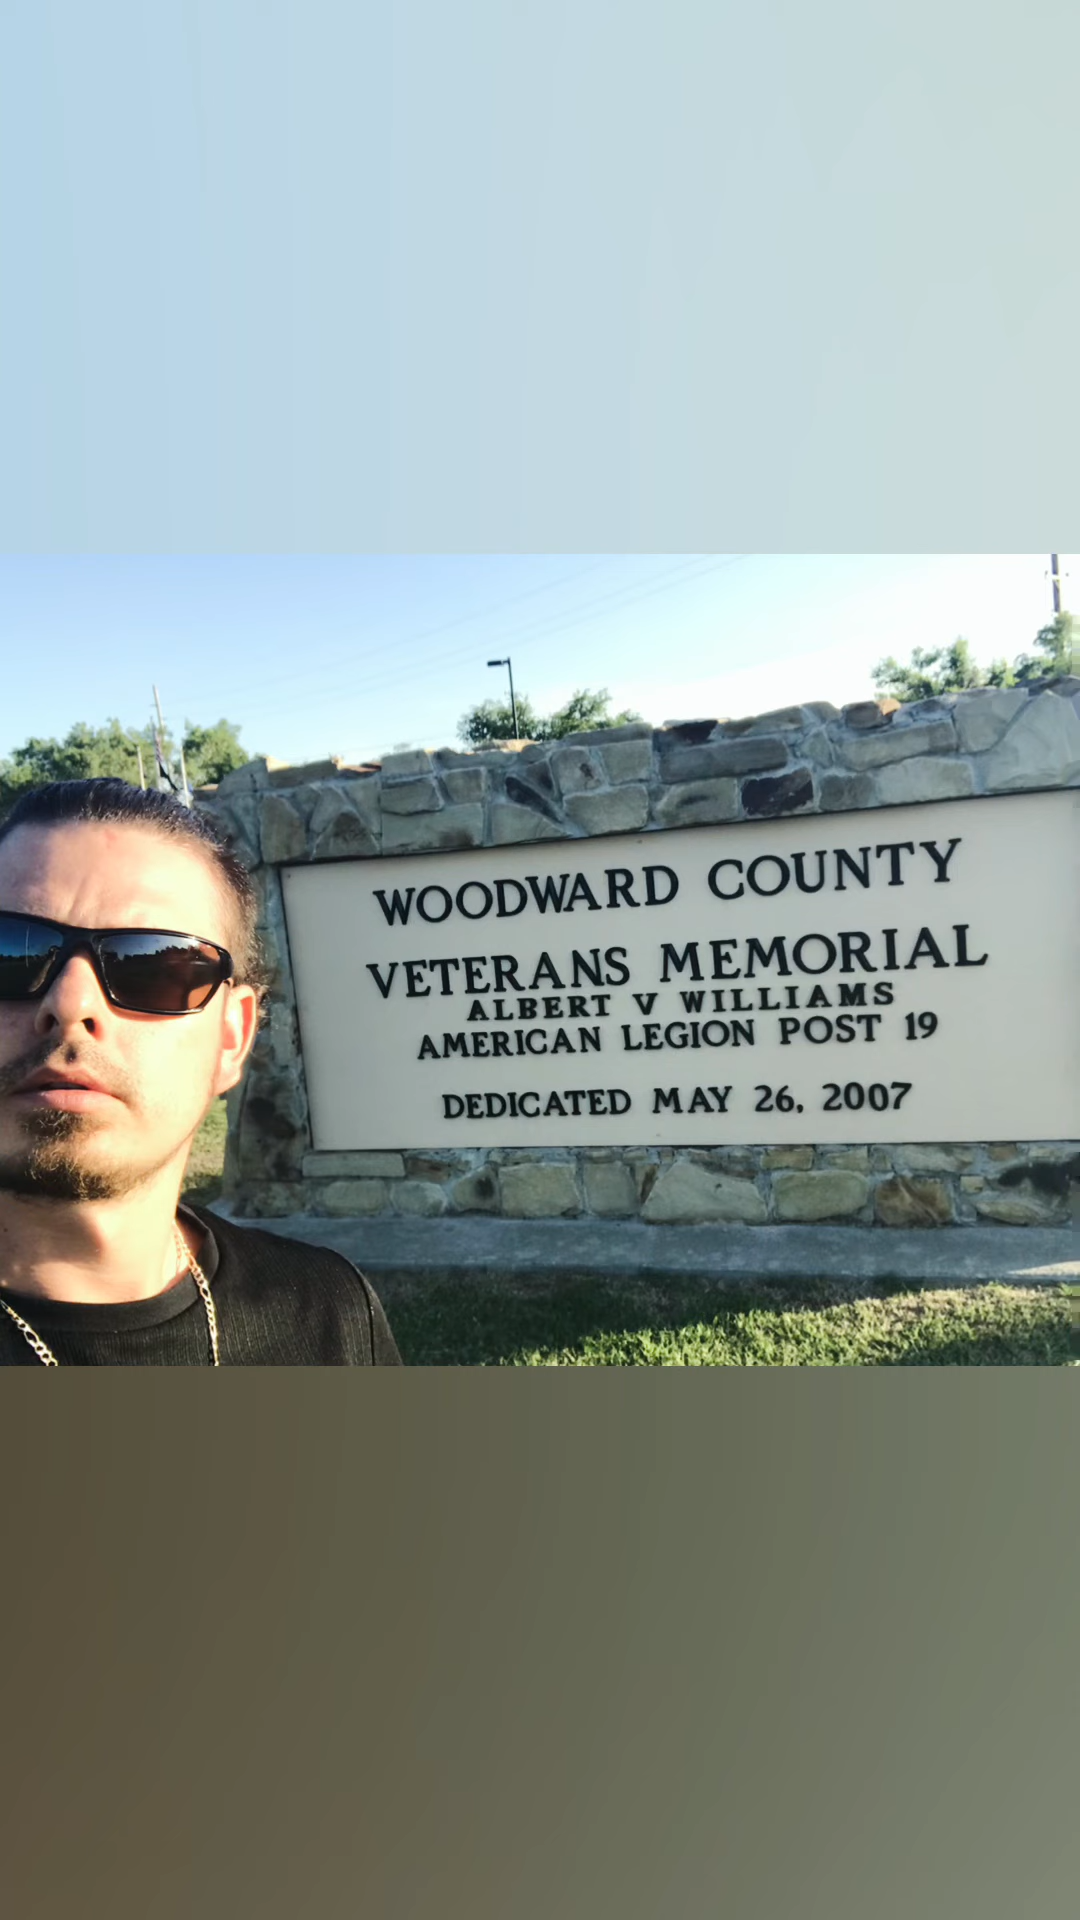 WOODWARD COUNTY
VETERANS MEMORIAL
ALBERT V WILLIAMS
AMERICAN LEGION POST 19
DEDICATED MAY 26, 2007